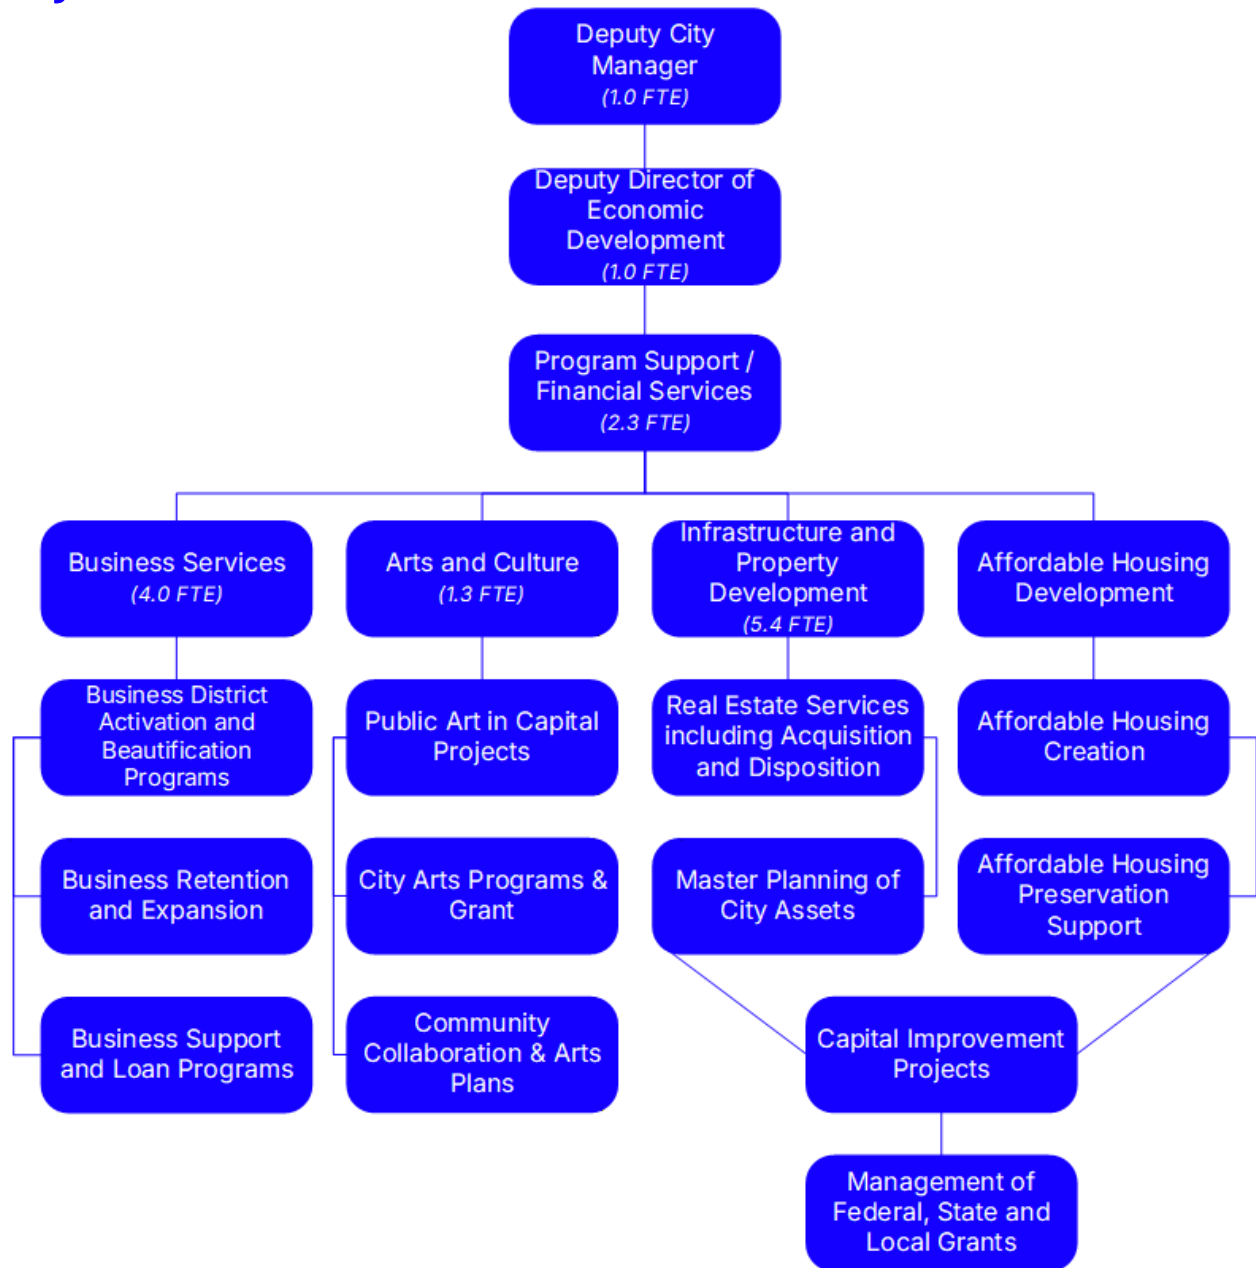 Deputy City
Manager
(1.0 FTE)
Deputy Director of
Economic
Development
(1.0 FTE)
Program Support /
Financial Services
(2.3 FTE)
Business Services
(4.0 FTE)
Arts and Culture
(1.3 FTE)
Infrastructure and
Property
Development
(5.4 FTE)
Affordable Housing
Development
Business District
Activation and
Beautification
Programs
Public Art in Capital
Projects
Real Estate Services
including Acquisition
and Disposition
Affordable Housing
Creation
Business Retention
and Expansion
City Arts Programs &
Grant
Master Planning of
City Assets
Affordable Housing
Preservation
Support
Business Support
and Loan Programs
Community
Collaboration & Arts
Plans
Capital Improvement
Projects
Management of
Federal, State and
Local Grants